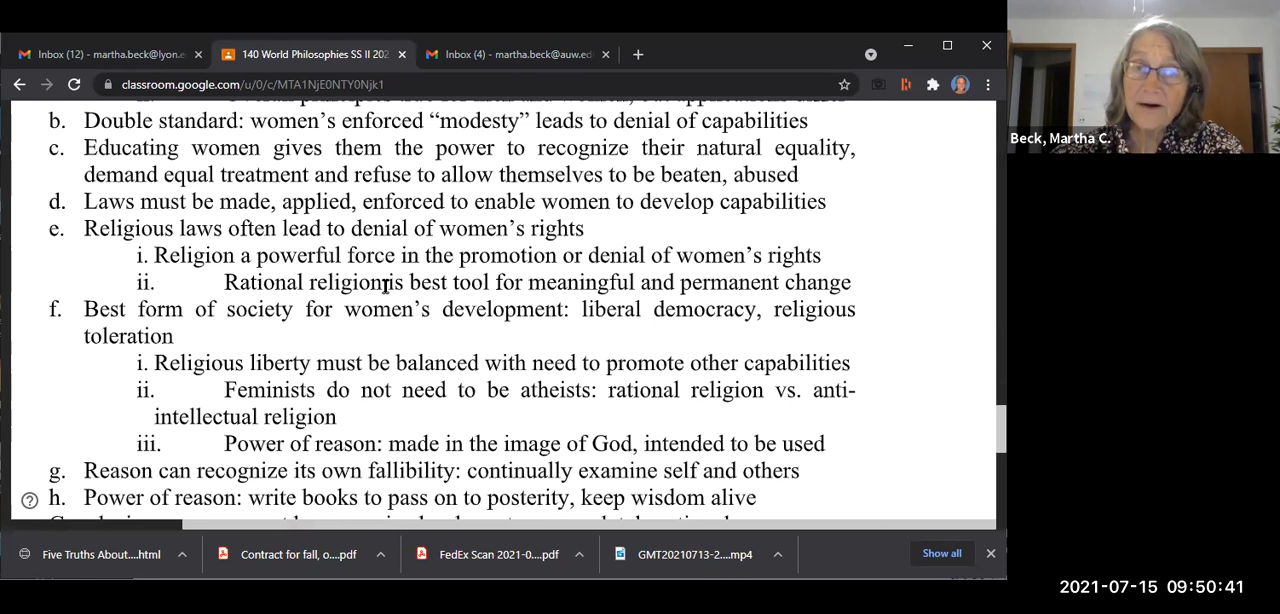 Inbox (12) - martha.beck@lyon.e
140 World Philosophies SS II 202
Inbox (4) - martha.beck@auw.ed
classroom.google.com/u/0/c/MTA1NjE0NTY0Njk1
b. Double standard: women's enforced “modesty” leads to denial of capabilities
c. Educating women gives them the power to recognize their natural equality,
demand equal treatment and refuse to allow themselves to be beaten, abused
d. Laws must be made, applied, enforced to enable women to develop capabilities
e. Religious laws often lead to denial of women's rights
i. Religion a powerful force in the promotion or denial of women's rights
ii. Rational religion is best tool for meaningful and permanent change
f. Best form of society for women's development: liberal democracy, religious
toleration
i. Religious liberty must be balanced with need to promote other capabilities
ii. Feminists do not need to be atheists: rational religion vs. anti-
intellectual religion
iii. Power of reason: made in the image of God, intended to be used
g. Reason can recognize its own fallibility: continually examine self and others
h. Power of reason: write books to pass on to posterity, keep wisdom alive
Five Truths About....html
Contract for fall, o....pdf
FedEx Scan 2021-0....pdf
GMT20210713-2....mp4
Show all
Beck, Martha C.
2021-07-15 09:50:41